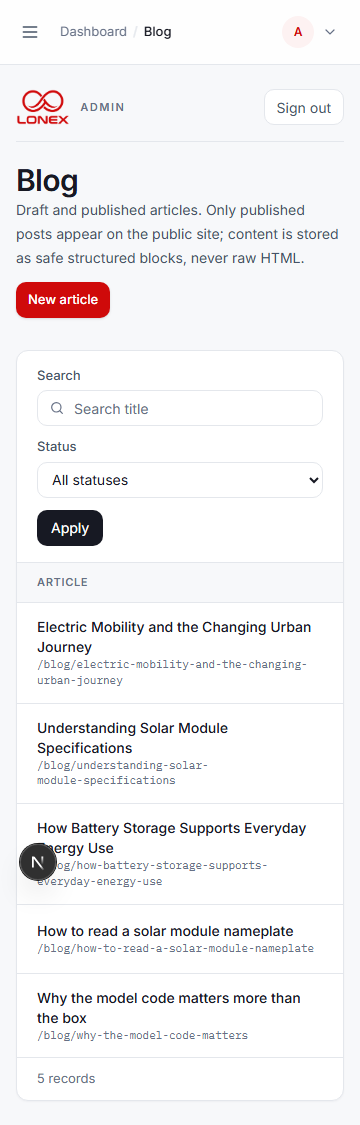 Dashboard / Blog
A
LONEX ADMIN
Sign out
Blog
Draft and published articles. Only published
posts appear on the public site; content is stored
as safe structured blocks, never raw HTML.
New article
Search
Search title
Status
All statuses
Apply
ARTICLE
Electric Mobility and the Changing Urban
Journey
/blog/electric-mobility-and-the-changing-
urban-journey
Understanding Solar Module
Specifications
/blog/understanding-solar-
module-specifications
How Battery Storage Supports Everyday
Energy Use
N
/blog/how-battery-storage-supports-
everyday-energy-use
How to read a solar module nameplate
/blog/how-to-read-a-solar-module-nameplate
Why the model code matters more than
the box
/blog/why-the-model-code-matters
5 records